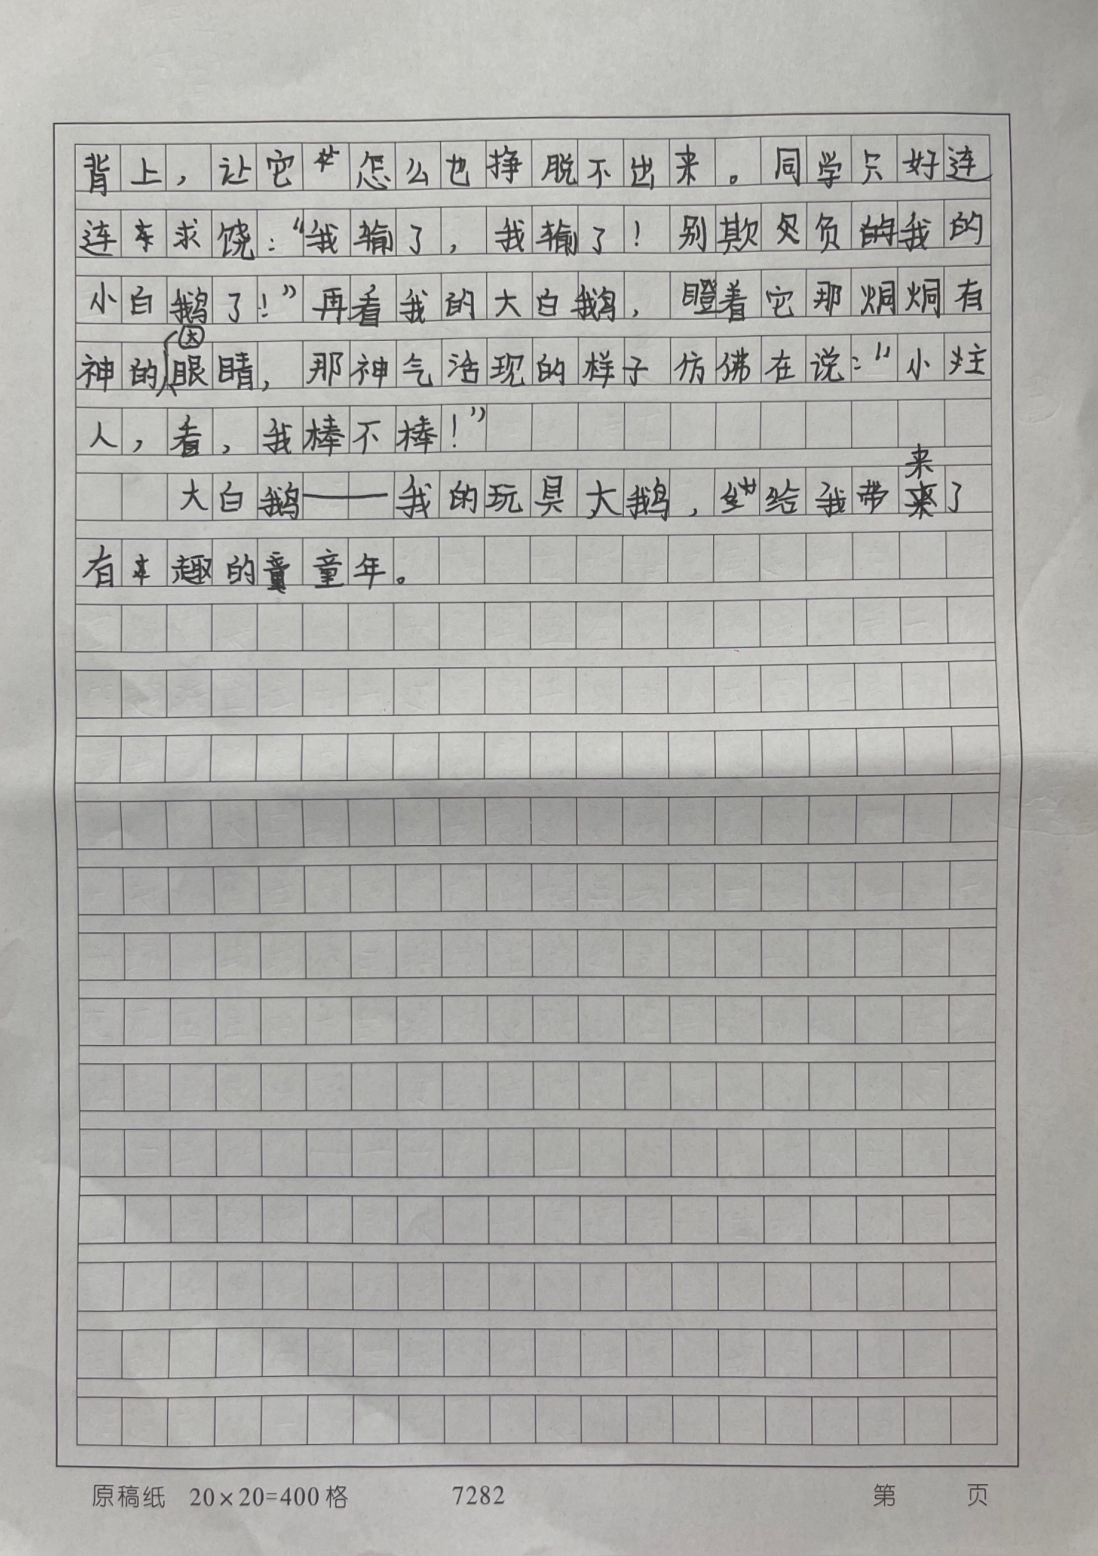 背上，让它怎么也挣脱不出来。同学只好连
连求饶：“我输了，我输了！别欺负我的
小白鹅了！”再看我的大白鹅，瞪着它那炯炯有
神的眼睛，那神气活现的样子仿佛在说：“小主
人，看，我棒不棒！”
大白鹅——我的玩具大鹅，给我带来了
有趣的童年。
原稿纸 20×20=400格 7282 第 页